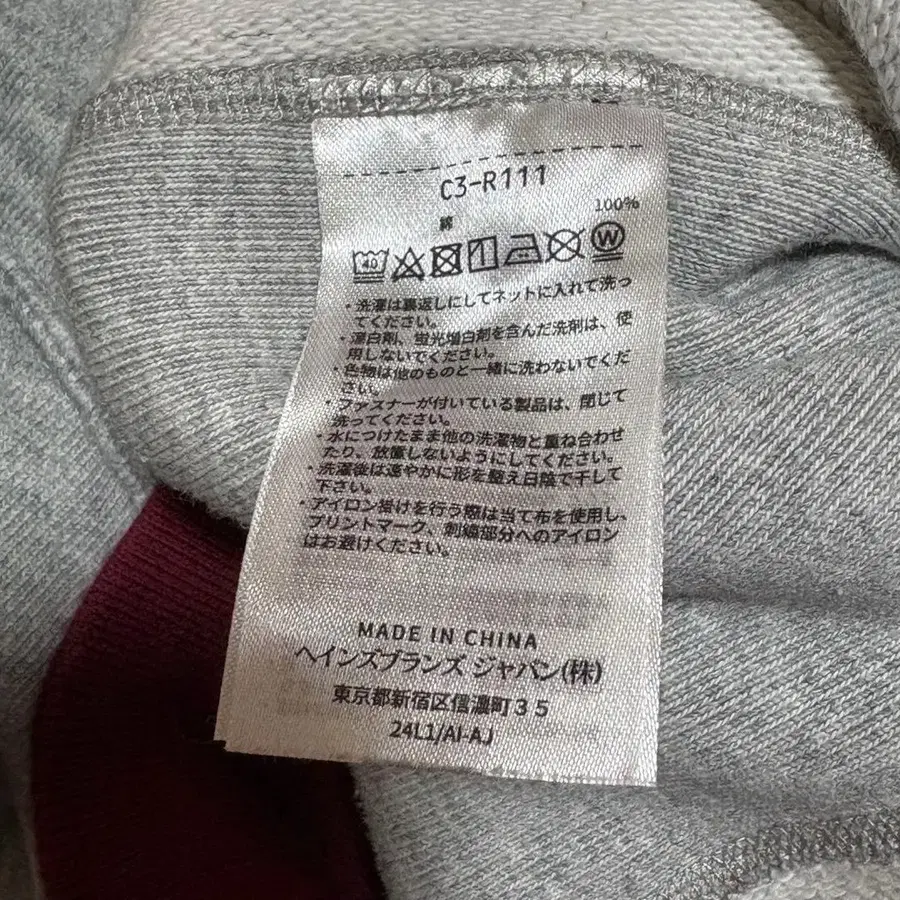 C3-R111
綿 100%
40 W
・洗濯は裏返しにしてネットに入れて洗っ
てください。
・漂白剤、蛍光増白剤を含んだ洗剤は、使
用しないでください。
・色物は他のものと一緒に洗わないでくだ
さい。
・ファスナーが付いている製品は、閉じて
洗ってください。
・水につけたまま他の洗濯物と重ね合わせ
たり、放置しないようにしてください。
・洗濯後は速やかに形を整え日陰で干して
下さい。
・アイロン掛けを行う際は当て布を使用し、
プリントマーク、刺繍部分へのアイロン
はお避けください。
MADE IN CHINA
ヘインズブランズ ジャパン(株)
東京都新宿区信濃町35
24L1/AI-AJ